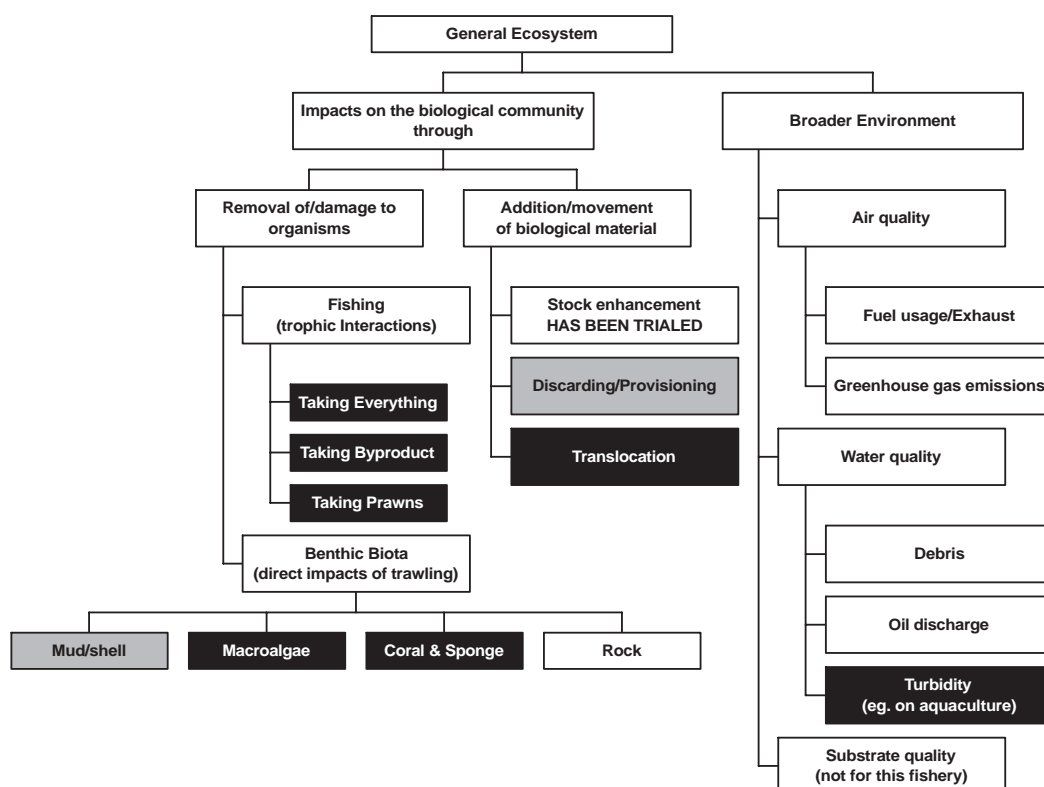 General Ecosystem
Impacts on the biological community
through
Broader Environment
Removal of/damage to
organisms
Addition/movement
of biological material
Air quality
Fishing
(trophic Interactions)
Stock enhancement
HAS BEEN TRIALED
Fuel usage/Exhaust
Discarding/Provisioning
Greenhouse gas emissions
Taking Everything
Taking Byproduct
Translocation
Water quality
Taking Prawns
Benthic Biota
(direct impacts of trawling)
Debris
Oil discharge
Mud/shell
Macroalgae
Coral & Sponge
Rock
Turbidity
(eg. on aquaculture)
Substrate quality
(not for this fishery)